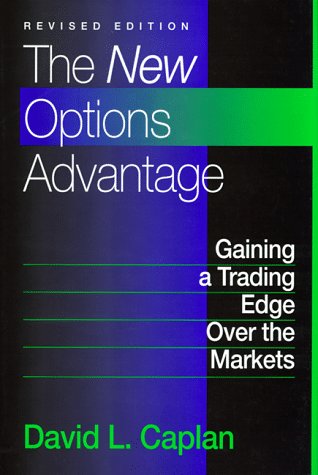 REVISED EDITION
The New
Options
Advantage
Gaining
a Trading
Edge
Over the
Markets
David L. Caplan